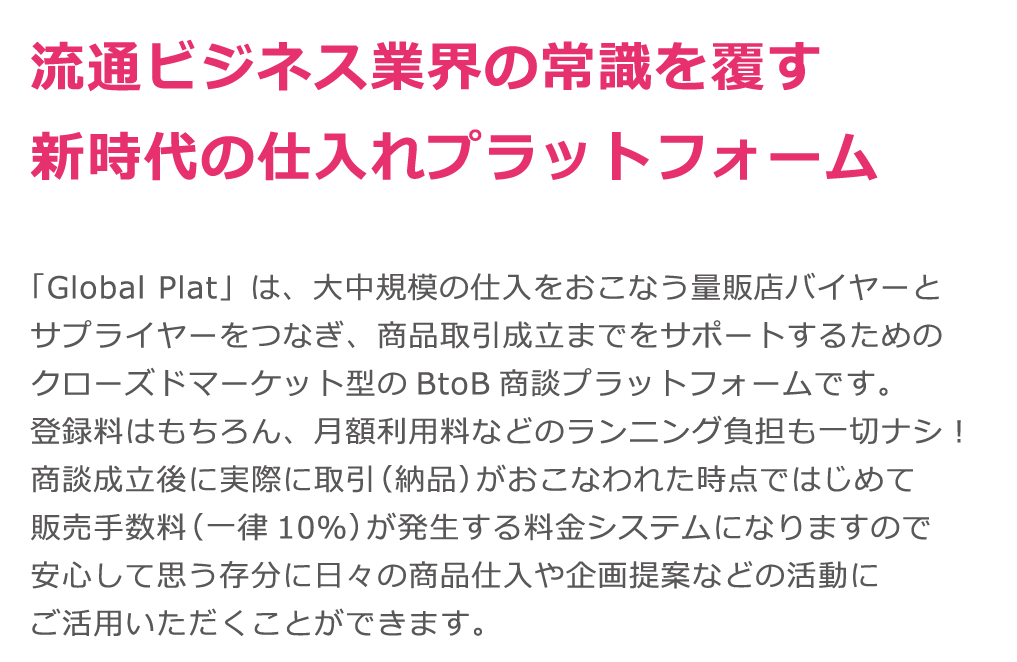 流通ビジネス業界の常識を覆す
新時代の仕入れプラットフォーム
「Global Plat」は、大中規模の仕入をおこなう量販店バイヤーと
サプライヤーをつなぎ、商品取引成立までをサポートするための
クローズドマーケット型の BtoB 商談プラットフォームです。
登録料はもちろん、月額利用料などのランニング負担も一切ナシ！
商談成立後に実際に取引（納品）がおこなわれた時点ではじめて
販売手数料（一律 10%）が発生する料金システムになりますので
安心して思う存分に日々の商品仕入や企画提案などの活動に
ご活用いただくことができます。